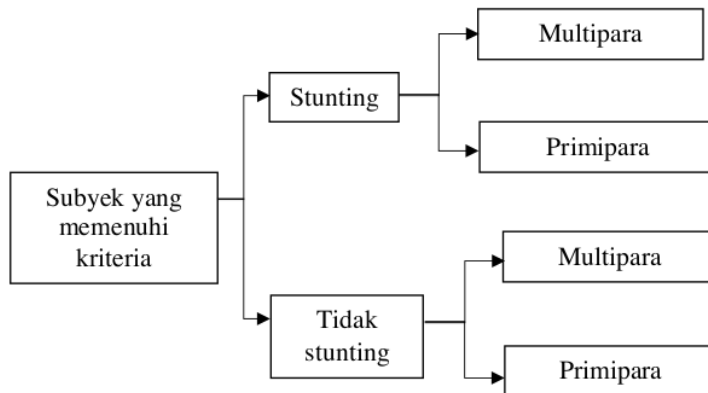 Subyek yang
memenuhi
kriteria
Stunting
Multipara
Primipara
Tidak
stunting
Multipara
Primipara